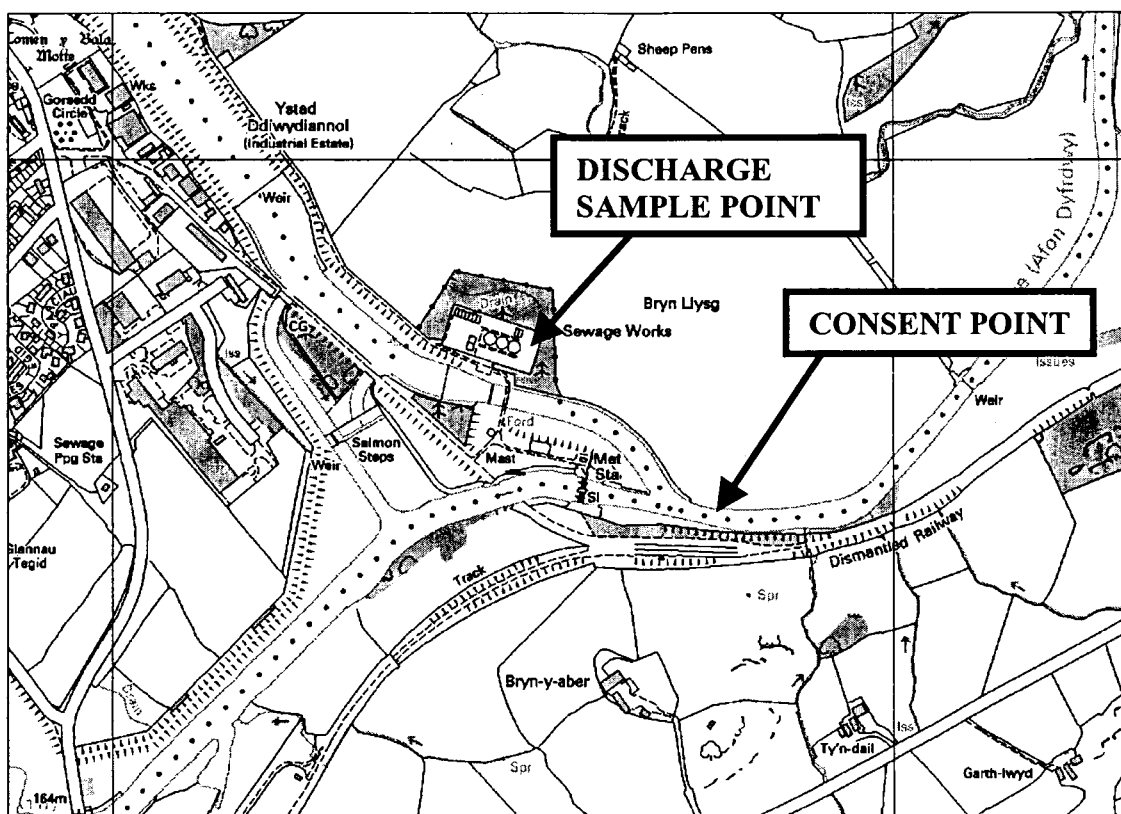 Tomen y Bala
Motte
Gorsedd
Circle
Wks
Ystad
Ddiwydiannol
(Industrial Estate)
Sheep Pens
Track
Iss
DISCHARGE
SAMPLE POINT
Weir
Drain
Sewage Works
Bryn Llysg
(Afon Dyfrdwy)
CONSENT POINT
Issues
Weir
CG
Iss
Sewage
Ppg Sta
Salmon
Steps
Weir
Ford
Mast
Met
Sta
Sl
Glannau
Tegid
Track
Dismantled Railway
Spr
Bryn-y-aber
Drain
Spr
Ty'n-dail
Iss
Garth-lwyd
164m